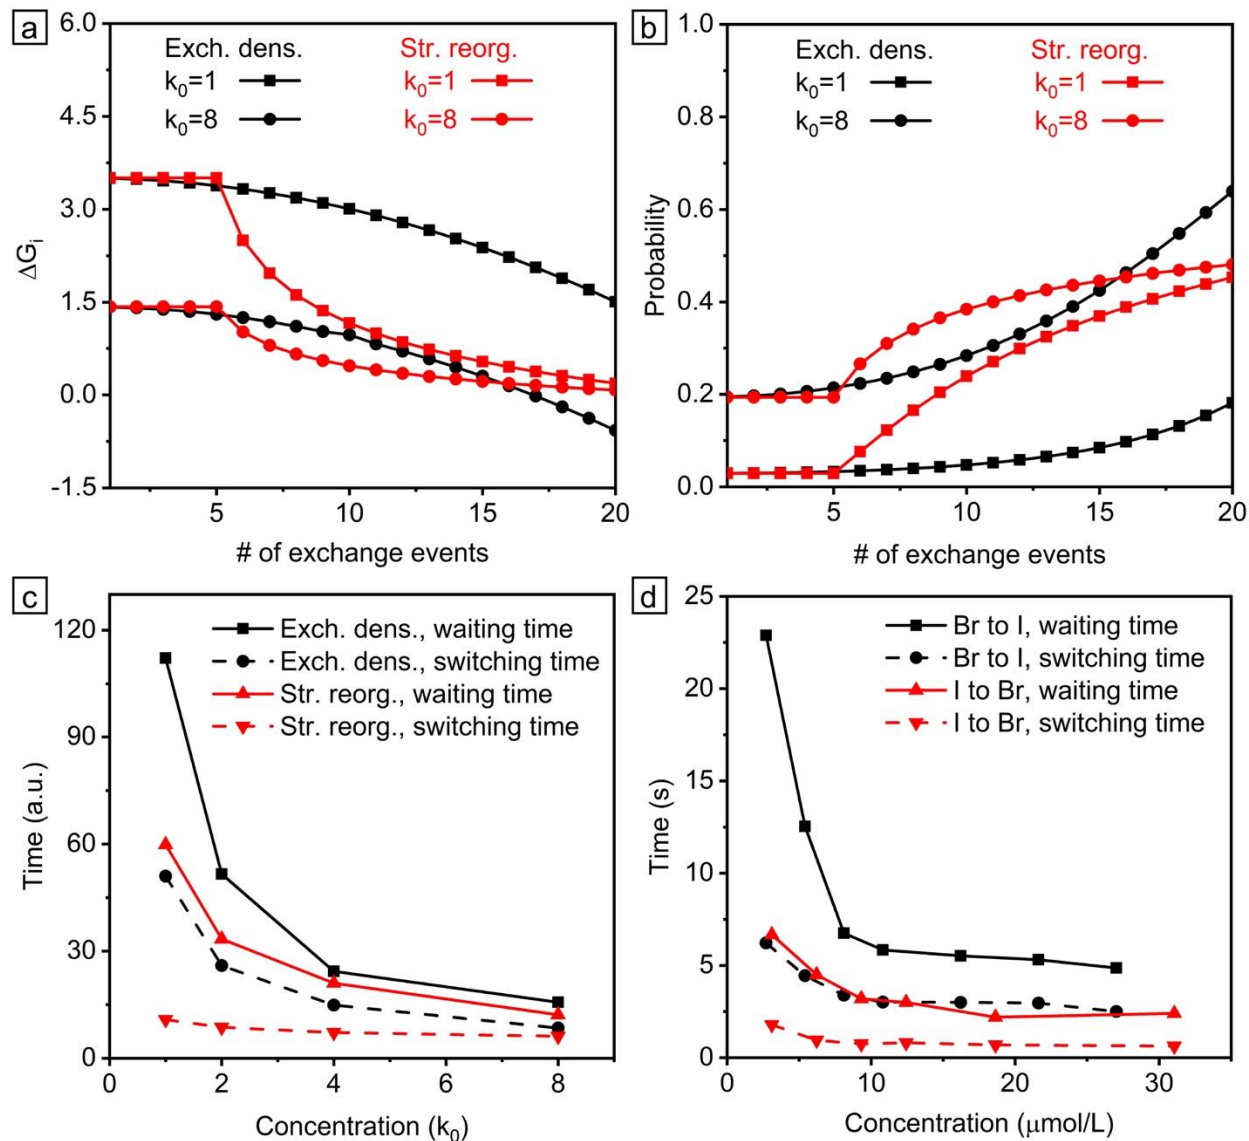 a
6.0
4.5
3.0
1.5
0.0
-1.5
ΔGᵢ
Exch. dens. Str. reorg.
k₀=1 k₀=1
k₀=8 k₀=8
5 10 15 20
# of exchange events
b
1.0
0.8
0.6
0.4
0.2
0.0
Probability
Exch. dens. Str. reorg.
k₀=1 k₀=1
k₀=8 k₀=8
5 10 15 20
# of exchange events
c
120
90
60
30
0
Time (a.u.)
Exch. dens., waiting time
Exch. dens., switching time
Str. reorg., waiting time
Str. reorg., switching time
0 2 4 6 8
Concentration (k₀)
d
25
20
15
10
5
0
Time (s)
Br to I, waiting time
Br to I, switching time
I to Br, waiting time
I to Br, switching time
0 10 20 30
Concentration (μmol/L)